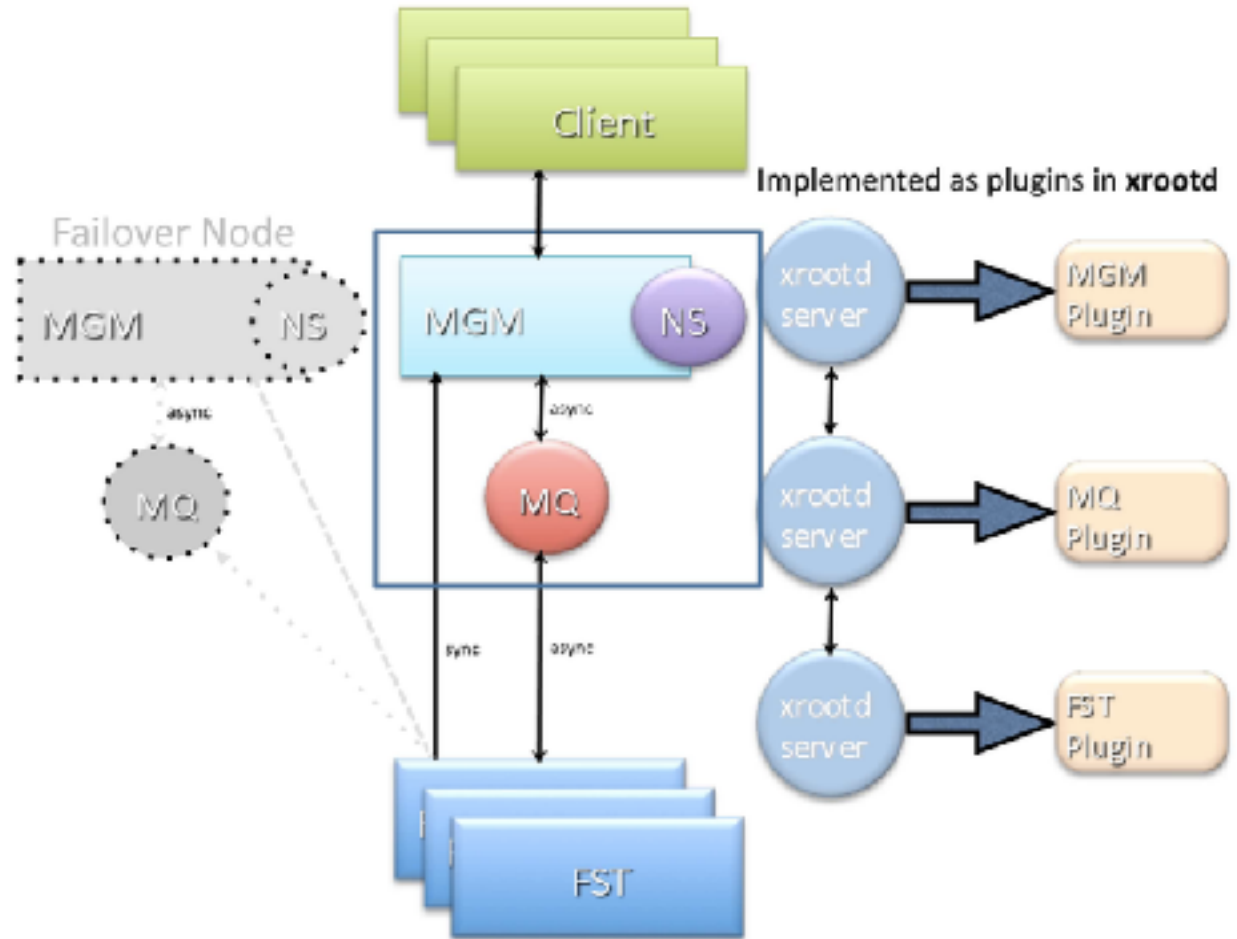 Client
Implemented as plugins in xrootd
Failover Node
MGM
NS
async
MQ
MGM
NS
async
MQ
sync
async
FST
xrootd
server
MGM
Plugin
xrootd
server
MQ
Plugin
xrootd
server
FST
Plugin